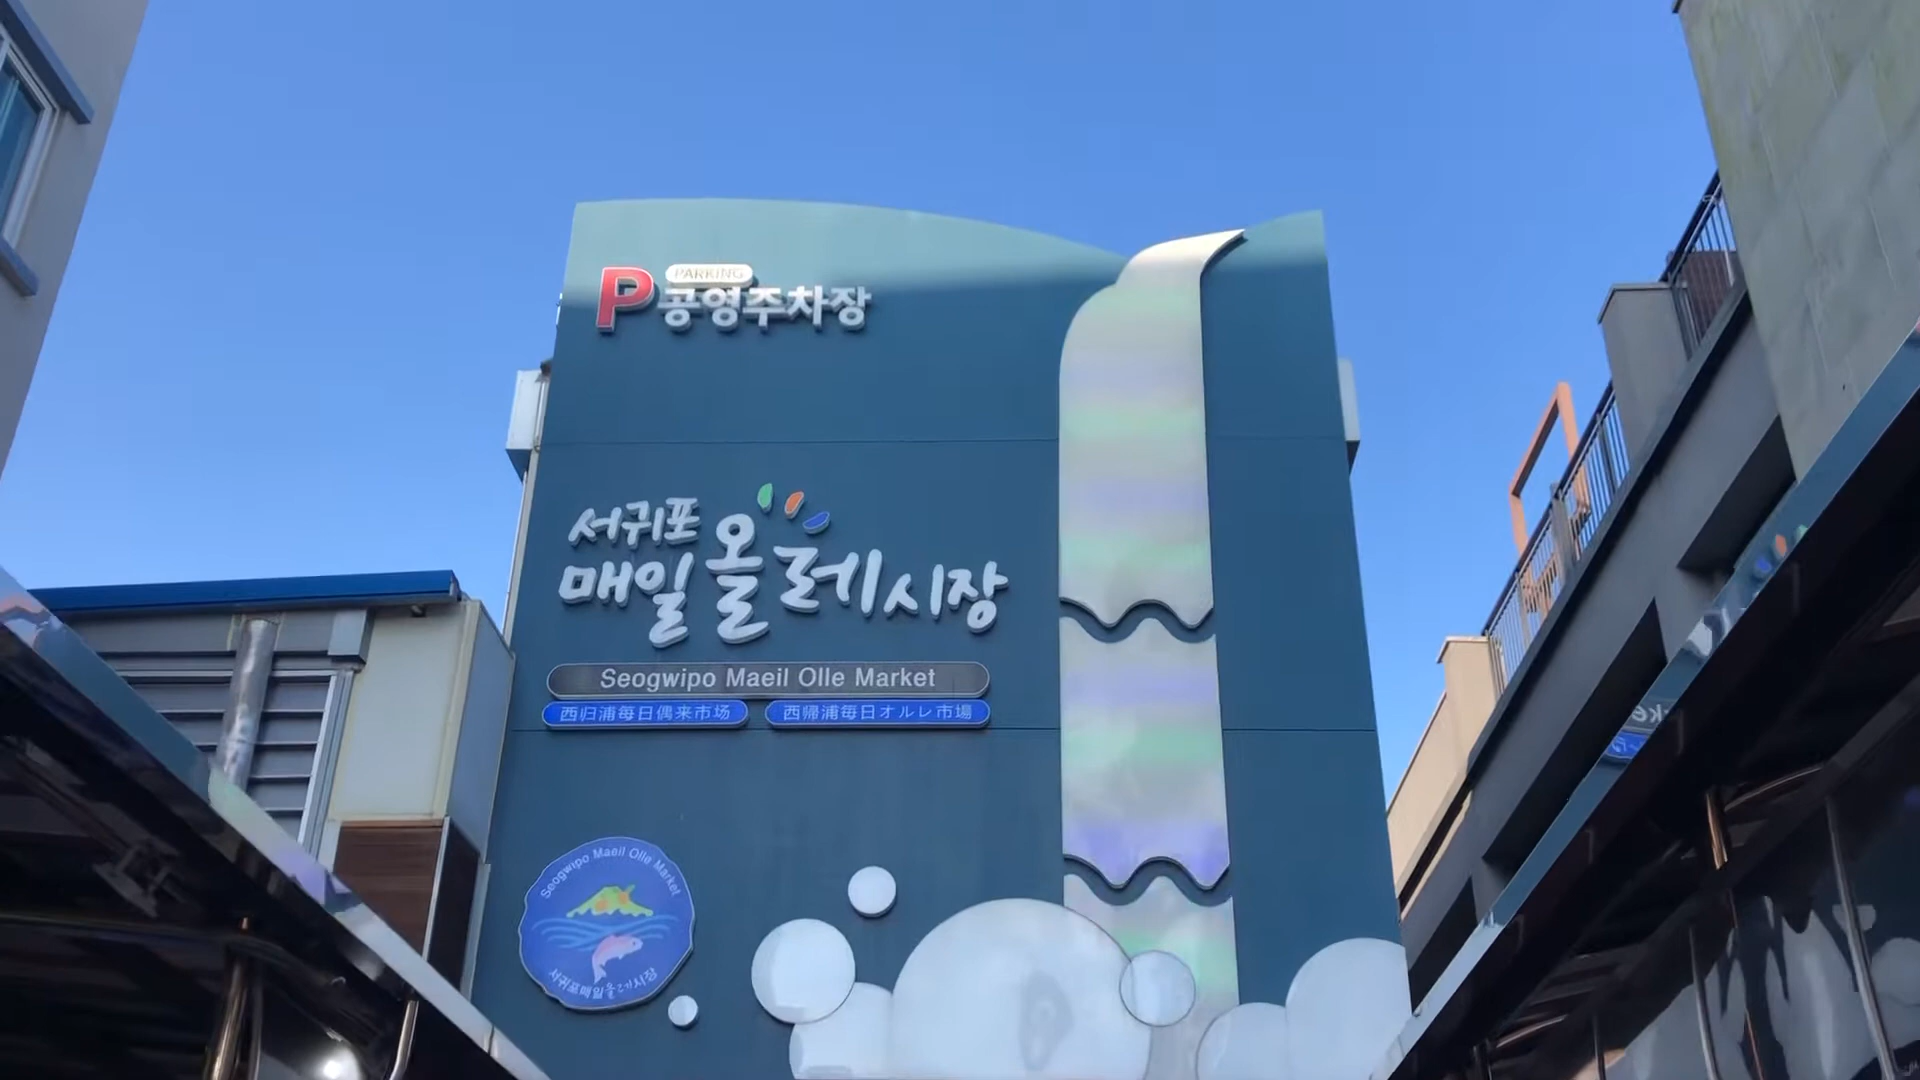 P PARKING
공영주차장
서귀포
매일올레시장
Seogwipo Maeil Olle Market
西归浦每日偶来市场
西帰浦毎日オルレ市場
Seogwipo Maeil Olle Market
서귀포매일올레시장